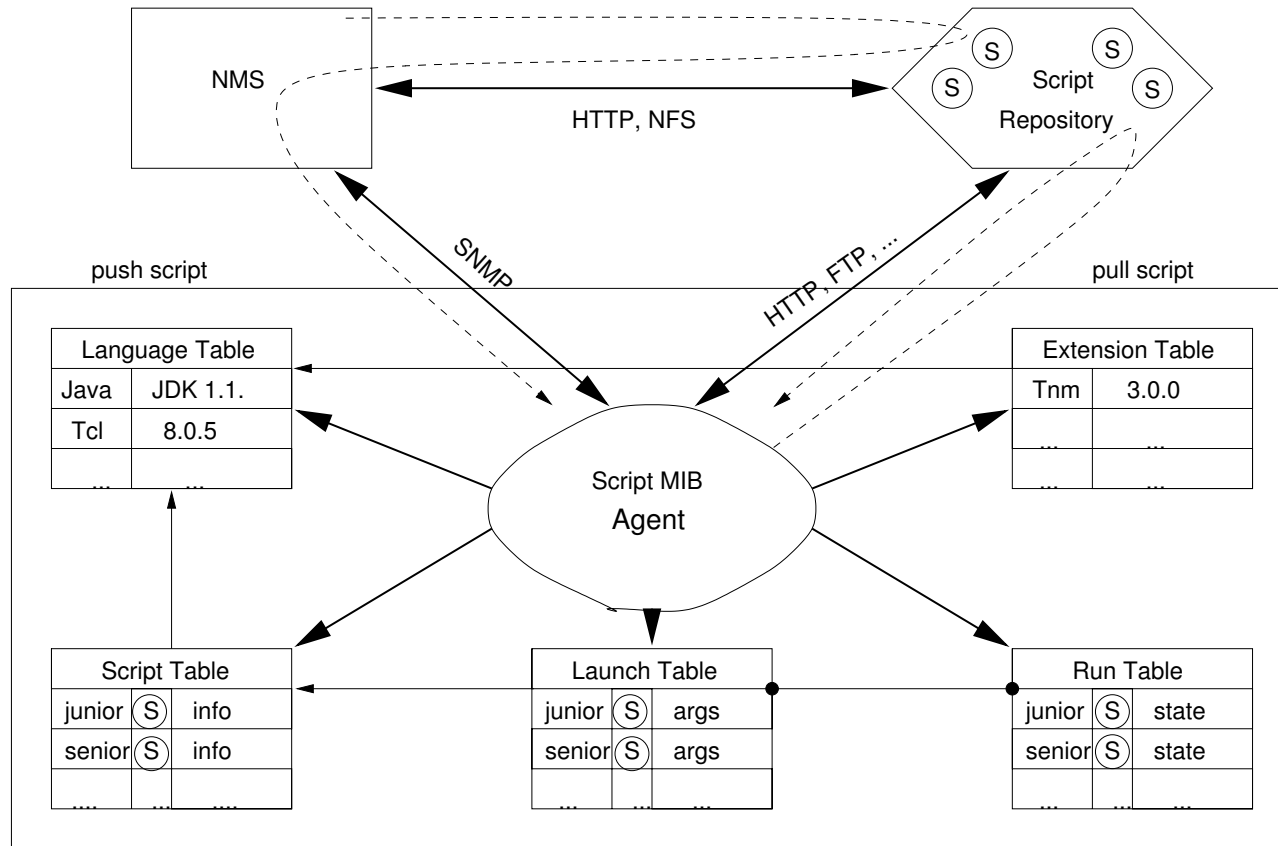 NMS
S
S
S
S
Script
Repository
HTTP, NFS
SNMP
HTTP, FTP, ...
push script
pull script
Language Table
Java JDK 1.1.
Tcl 8.0.5
... ...
Extension Table
Tnm 3.0.0
... ...
... ...
Script MIB
Agent
Script Table
junior S info
senior S info
.... ... ....
Launch Table
junior S args
senior S args
... ... ...
Run Table
junior S state
senior S state
... ... ...